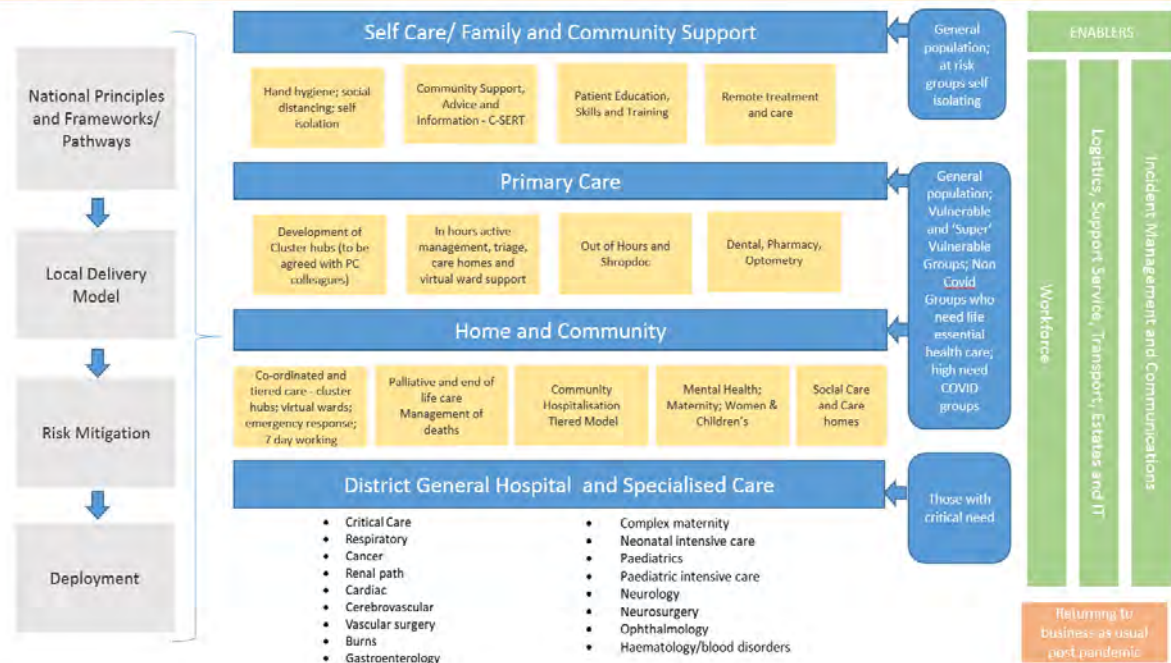 National Principles
and Frameworks/
Pathways
Local Delivery
Model
Risk Mitigation
Deployment
Self Care/ Family and Community Support
Hand hygiene; social
distancing; self
isolation
Community Support,
Advice and
Information - C-SERT
Patient Education,
Skills and Training
Remote treatment
and care
General
population;
at risk
groups self
isolating
Primary Care
Development of
Cluster hubs (to be
agreed with PC
colleagues)
In hours active
management, triage,
care homes and
virtual ward support
Out of Hours and
Shropdoc
Dental, Pharmacy,
Optometry
General
population;
Vulnerable
and ‘Super’
Vulnerable
Groups; Non
Covid
Groups who
need life
essential
health care;
high need
COVID
groups
Home and Community
Co-ordinated and
tiered care - cluster
hubs; virtual wards;
emergency response;
7 day working
Palliative and end of
life care
Management of
deaths
Community
Hospitalisation
Tiered Model
Mental Health;
Maternity; Women &
Children’s
Social Care
and Care
homes
District General Hospital and Specialised Care
Those with
critical need
• Critical Care
• Respiratory
• Cancer
• Renal path
• Cardiac
• Cerebrovascular
• Vascular surgery
• Burns
• Gastroenterology
• Complex maternity
• Neonatal intensive care
• Paediatrics
• Paediatric intensive care
• Neurology
• Neurosurgery
• Ophthalmology
• Haematology/blood disorders
ENABLERS
Workforce
Logistics, Support Service, Transport; Estates and IT
Incident Management and Communications
Returning to
business as usual
post pandemic